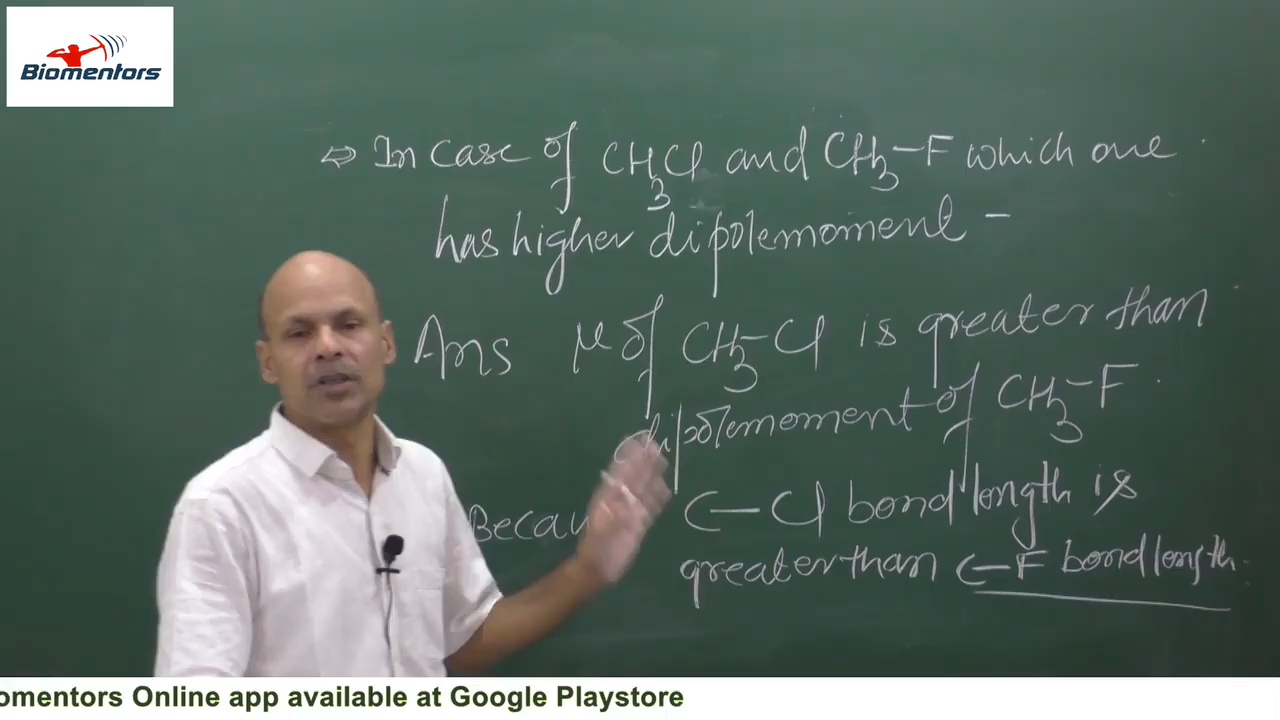 Biomentors
⇨ In case of CH3Cl and CH3-F which one
has higher dipolemoment -
Ans μ of CH3-Cl is greater than
dipolemoment of CH3-F
C-Cl bond length is
greater than C-F bond length.
omentors Online app available at Google Playstore